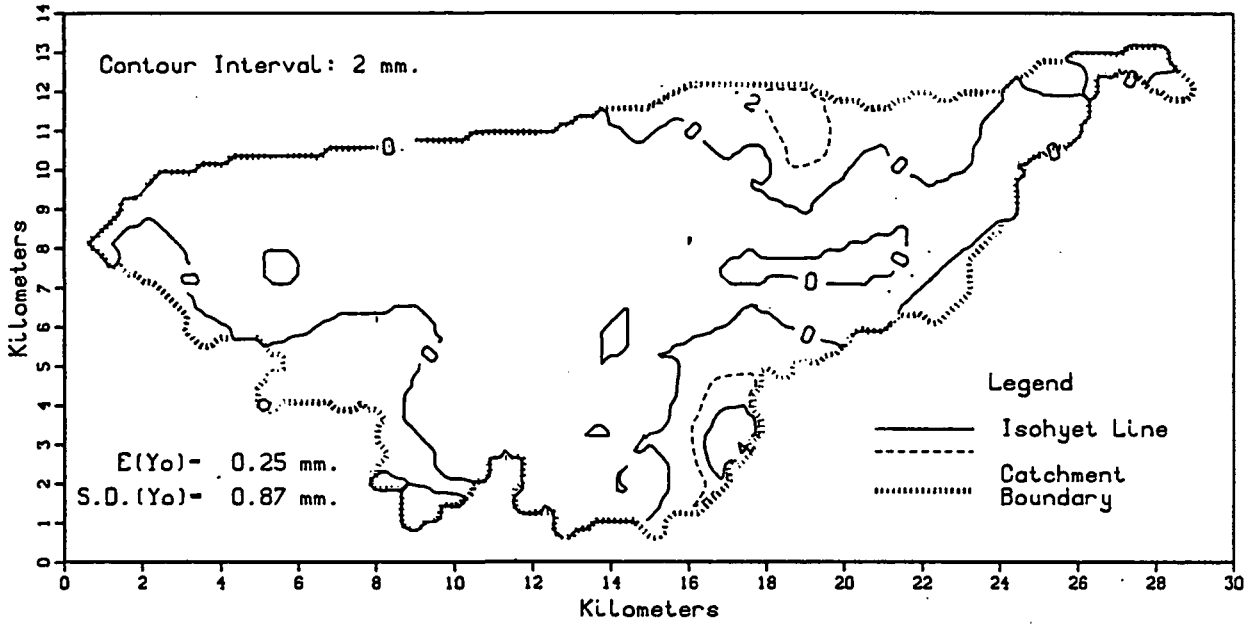 Contour Interval: 2 mm.
E(Yo)- 0.25 mm.
S.D.(Yo)- 0.87 mm.
Legend
Isohyet Line
Catchment
Boundary
Kilometers
Kilometers
0 1 2 3 4 5 6 7 8 9 10 11 12 13 14
0 2 4 6 8 10 12 14 16 18 20 22 24 26 28 30
0
0
2
0
0
0
0
0
0
0
0
0
4